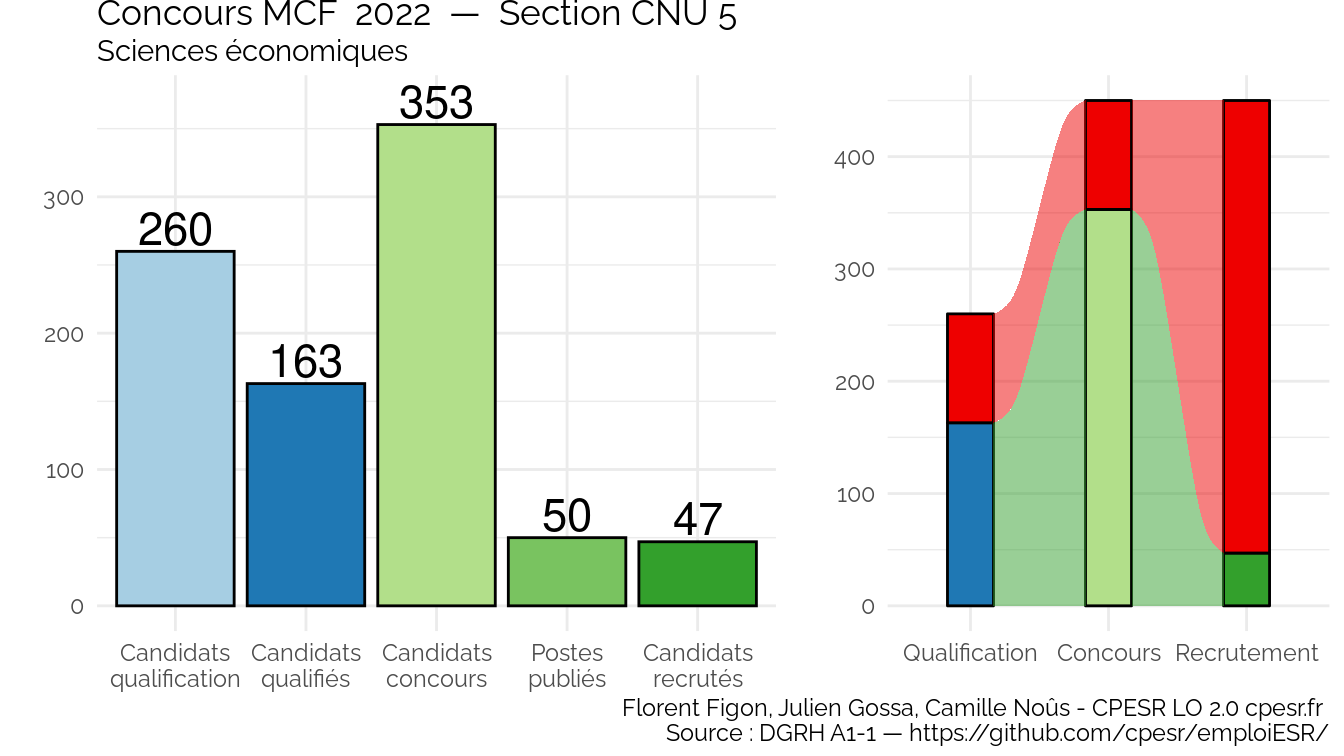 Concours MCF 2022 — Section CNU 5
Sciences économiques
353
260
163
50
47
300
200
100
0
Candidats qualification
Candidats qualifiés
Candidats concours
Postes publiés
Candidats recrutés
400
300
200
100
0
Qualification
Concours
Recrutement
Florent Figon, Julien Gossa, Camille Noûs - CPESR LO 2.0 cpesr.fr
Source : DGRH A1-1 — https://github.com/cpesr/emploiESR/